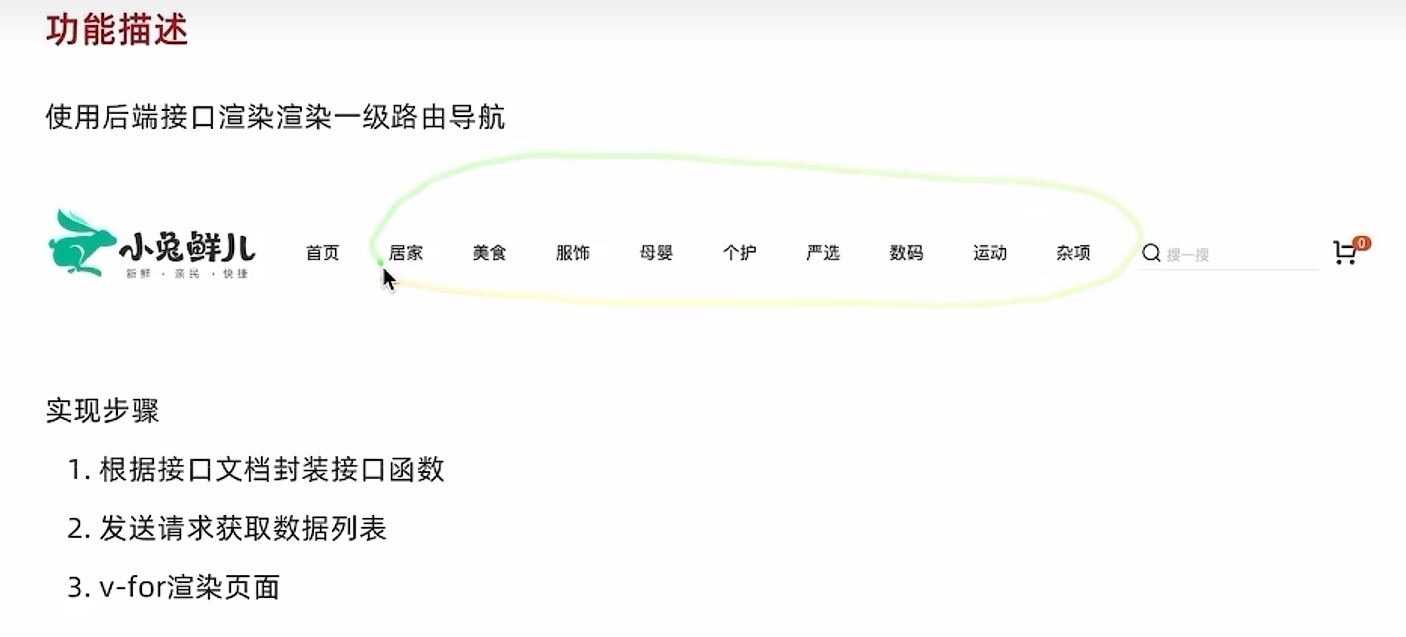 功能描述
使用后端接口渲染渲染一级路由导航
小兔鲜儿
新鲜 · 亲民 · 快捷
首页 居家 美食 服饰 母婴 个护 严选 数码 运动 杂项 搜一搜 0
实现步骤
1. 根据接口文档封装接口函数
2. 发送请求获取数据列表
3. v-for渲染页面